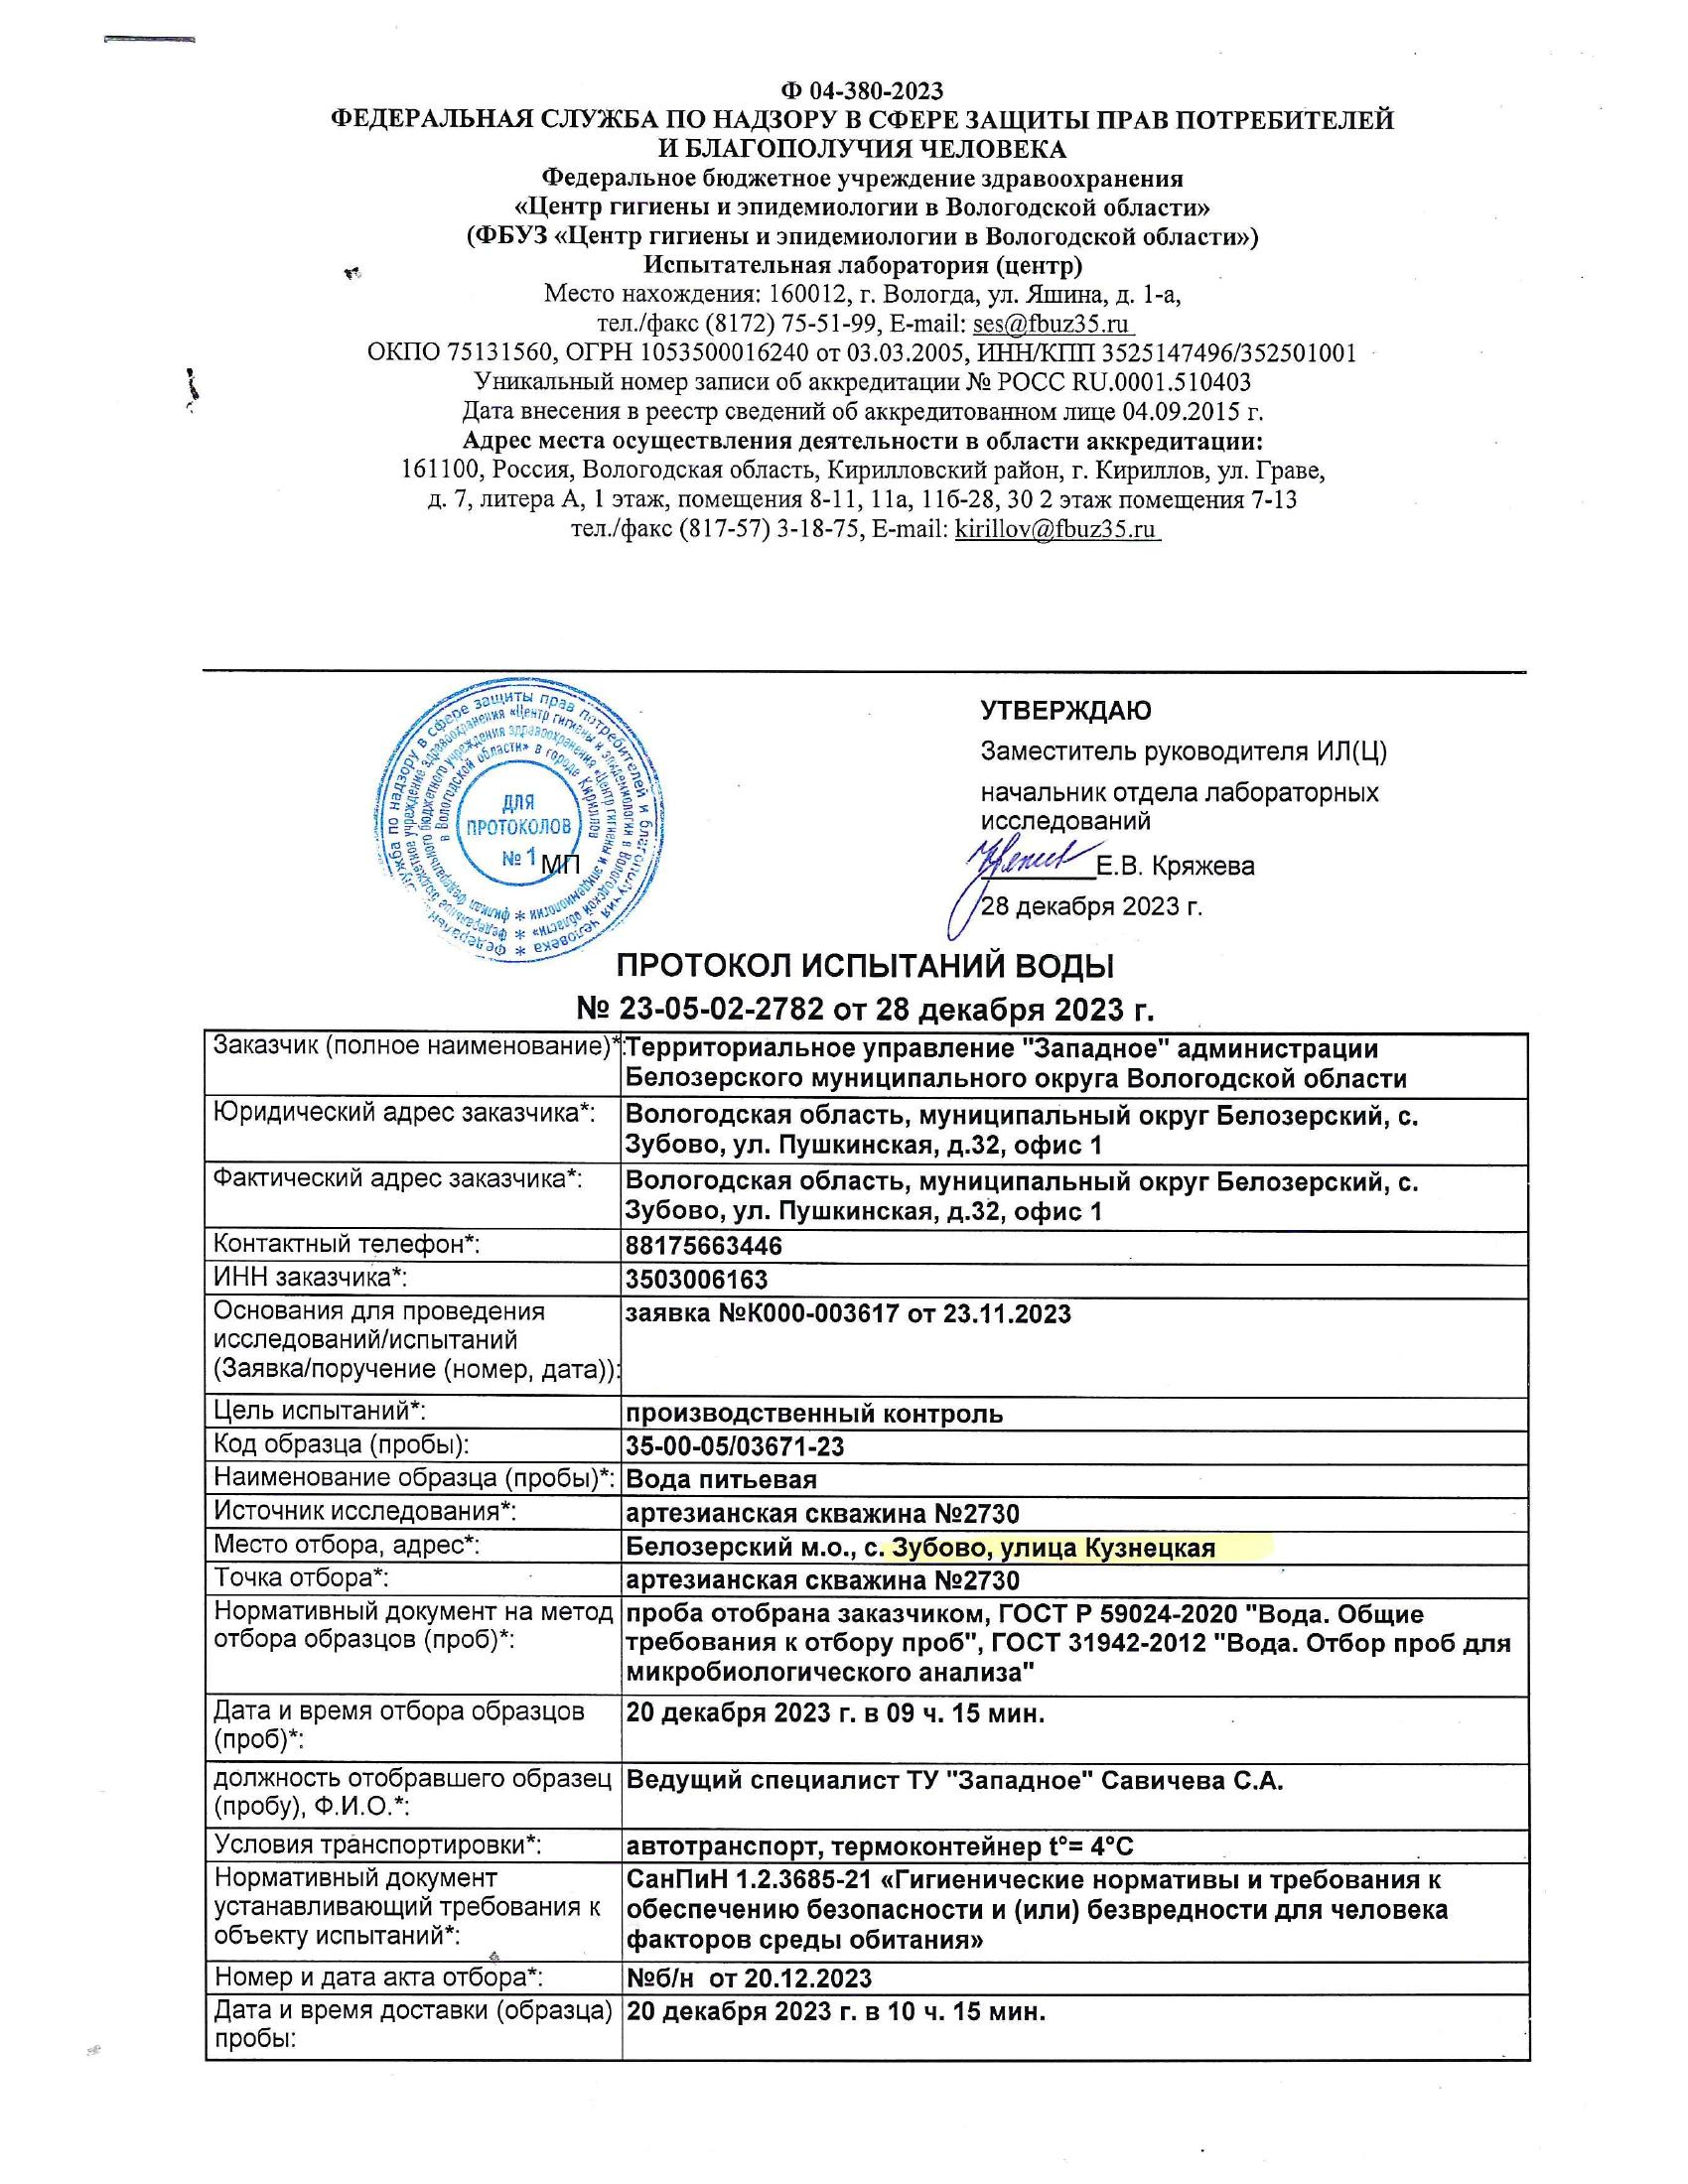 Ф 04-380-2023
ФЕДЕРАЛЬНАЯ СЛУЖБА ПО НАДЗОРУ В СФЕРЕ ЗАЩИТЫ ПРАВ ПОТРЕБИТЕЛЕЙ
И БЛАГОПОЛУЧИЯ ЧЕЛОВЕКА
Федеральное бюджетное учреждение здравоохранения
«Центр гигиены и эпидемиологии в Вологодской области»
(ФБУЗ «Центр гигиены и эпидемиологии в Вологодской области»)
Испытательная лаборатория (центр)
Место нахождения: 160012, г. Вологда, ул. Яшина, д. 1-а,
тел./факс (8172) 75-51-99, E-mail: ses@fbuz35.ru
ОКПО 75131560, ОГРН 1053500016240 от 03.03.2005, ИНН/КПП 3525147496/352501001
Уникальный номер записи об аккредитации № РОСС RU.0001.510403
Дата внесения в реестр сведений об аккредитованном лице 04.09.2015 г.
Адрес места осуществления деятельности в области аккредитации:
161100, Россия, Вологодская область, Кирилловский район, г. Кириллов, ул. Граве,
д. 7, литера А, 1 этаж, помещения 8-11, 11а, 11б-28, 30 2 этаж помещения 7-13
тел./факс (817-57) 3-18-75, E-mail: kirillov@fbuz35.ru
УТВЕРЖДАЮ
Заместитель руководителя ИЛ(Ц)
начальник отдела лабораторных
исследований
Е.В. Кряжева
28 декабря 2023 г.
ДЛЯ
ПРОТОКОЛОВ
№ 1
МП
ПРОТОКОЛ ИСПЫТАНИЙ ВОДЫ
№ 23-05-02-2782 от 28 декабря 2023 г.
Заказчик (полное наименование)*: Территориальное управление "Западное" администрации
Белозерского муниципального округа Вологодской области
Юридический адрес заказчика*: Вологодская область, муниципальный округ Белозерский, с.
Зубово, ул. Пушкинская, д.32, офис 1
Фактический адрес заказчика*: Вологодская область, муниципальный округ Белозерский, с.
Зубово, ул. Пушкинская, д.32, офис 1
Контактный телефон*: 88175663446
ИНН заказчика*: 3503006163
Основания для проведения заявка №К000-003617 от 23.11.2023
исследований/испытаний
(Заявка/поручение (номер, дата)):
Цель испытаний*: производственный контроль
Код образца (пробы): 35-00-05/03671-23
Наименование образца (пробы)*: Вода питьевая
Источник исследования*: артезианская скважина №2730
Место отбора, адрес*: Белозерский м.о., с. Зубово, улица Кузнецкая
Точка отбора*: артезианская скважина №2730
Нормативный документ на метод проба отобрана заказчиком, ГОСТ Р 59024-2020 "Вода. Общие
отбора образцов (проб)*: требования к отбору проб", ГОСТ 31942-2012 "Вода. Отбор проб для
микробиологического анализа"
Дата и время отбора образцов 20 декабря 2023 г. в 09 ч. 15 мин.
(проб)*:
должность отобравшего образец Ведущий специалист ТУ "Западное" Савичева С.А.
(пробу), Ф.И.О.*:
Условия транспортировки*: автотранспорт, термоконтейнер t°= 4°C
Нормативный документ СанПиН 1.2.3685-21 «Гигиенические нормативы и требования к
устанавливающий требования к обеспечению безопасности и (или) безвредности для человека
объекту испытаний*: факторов среды обитания»
Номер и дата акта отбора*: №б/н от 20.12.2023
Дата и время доставки (образца) 20 декабря 2023 г. в 10 ч. 15 мин.
пробы: